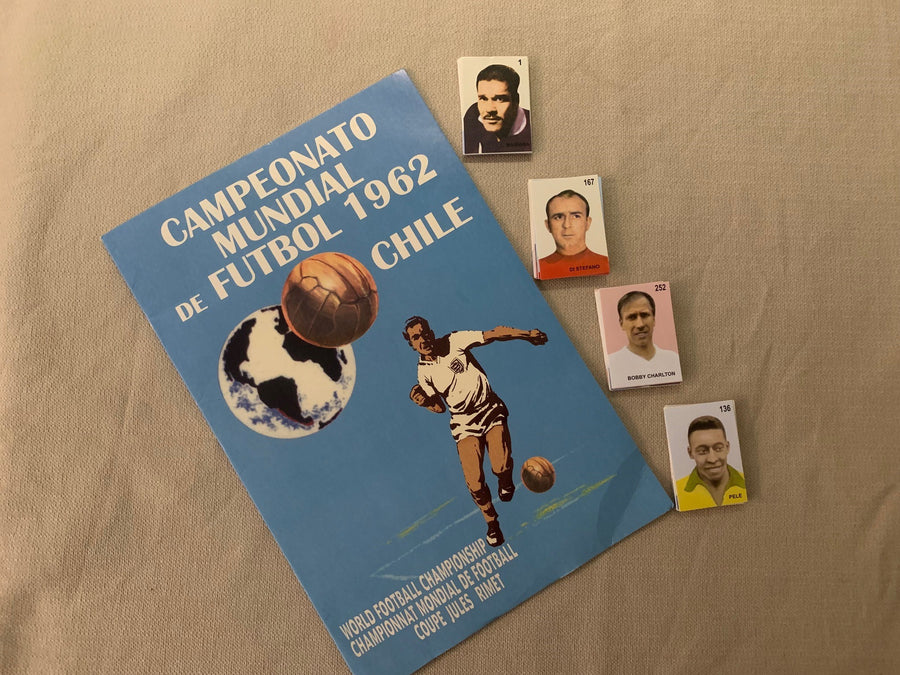 CAMPEONATO
MUNDIAL
DE FUTBOL 1962
CHILE
WORLD FOOTBALL CHAMPIONSHIP
CHAMPIONNAT MONDIAL DE FOOTBALL
COUPE JULES RIMET
1
167
DI STEFANO
252
BOBBY CHARLTON
136
PELE